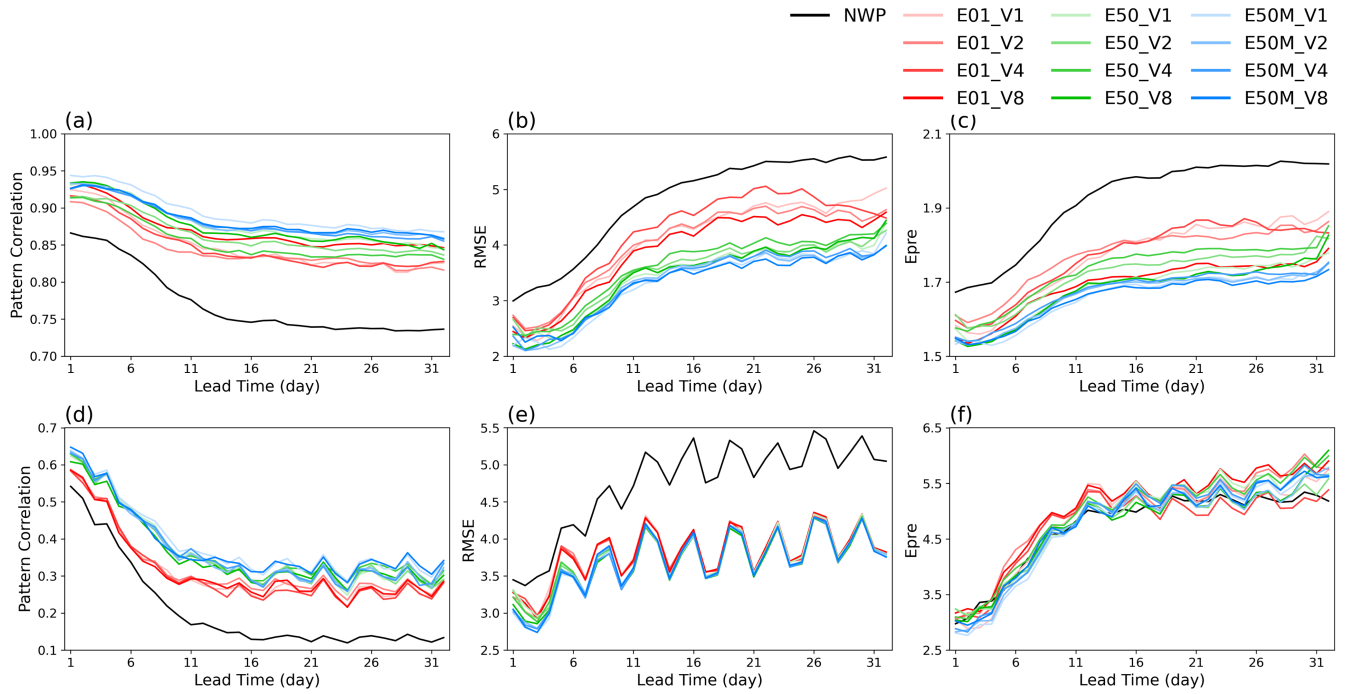 NWP
E01_V1
E01_V2
E01_V4
E01_V8
E50_V1
E50_V2
E50_V4
E50_V8
E50M_V1
E50M_V2
E50M_V4
E50M_V8
(a)
Pattern Correlation
1.00
0.95
0.90
0.85
0.80
0.75
0.70
1 6 11 16 21 26 31
Lead Time (day)
(b)
RMSE
6
5
4
3
2
1 6 11 16 21 26 31
Lead Time (day)
(c)
Epre
2.1
1.9
1.7
1.5
1 6 11 16 21 26 31
Lead Time (day)
(d)
Pattern Correlation
0.7
0.6
0.5
0.4
0.3
0.2
0.1
1 6 11 16 21 26 31
Lead Time (day)
(e)
RMSE
5.5
5.0
4.5
4.0
3.5
3.0
2.5
1 6 11 16 21 26 31
Lead Time (day)
(f)
Epre
6.5
5.5
4.5
3.5
2.5
1 6 11 16 21 26 31
Lead Time (day)